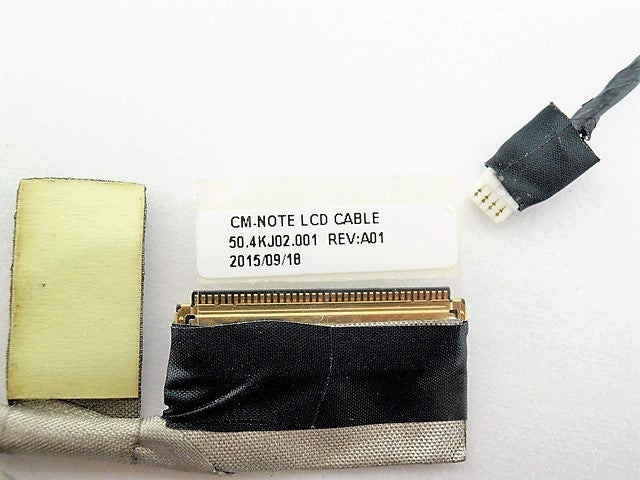 CM-NOTE LCD CABLE
50.4KJ02.001 REV:A01
2015/09/18